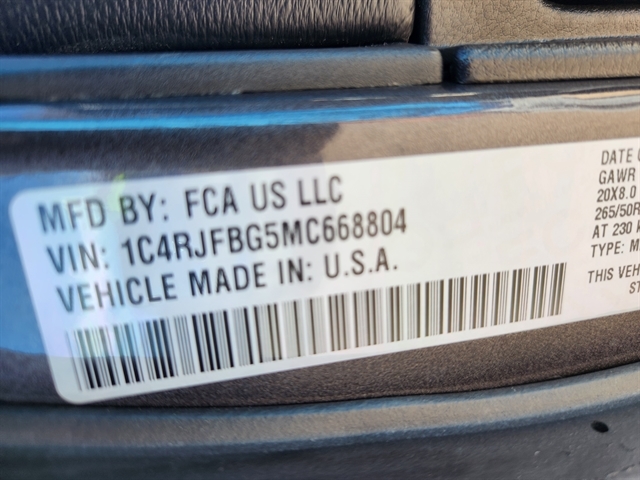 MFD BY: FCA US LLC
VIN: 1C4RJFBG5MC668804
VEHICLE MADE IN: U.S.A.
DATE
GAWR
20X8.0
265/50R
AT 230
TYPE:
THIS VEH
ST